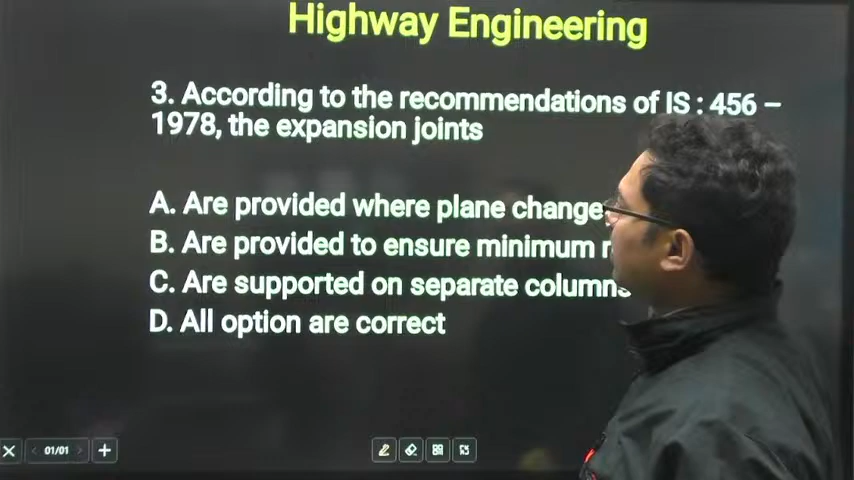 Highway Engineering
3. According to the recommendations of IS : 456 –
1978, the expansion joints
A. Are provided where plane change
B. Are provided to ensure minimum
C. Are supported on separate columns
D. All option are correct
01/01